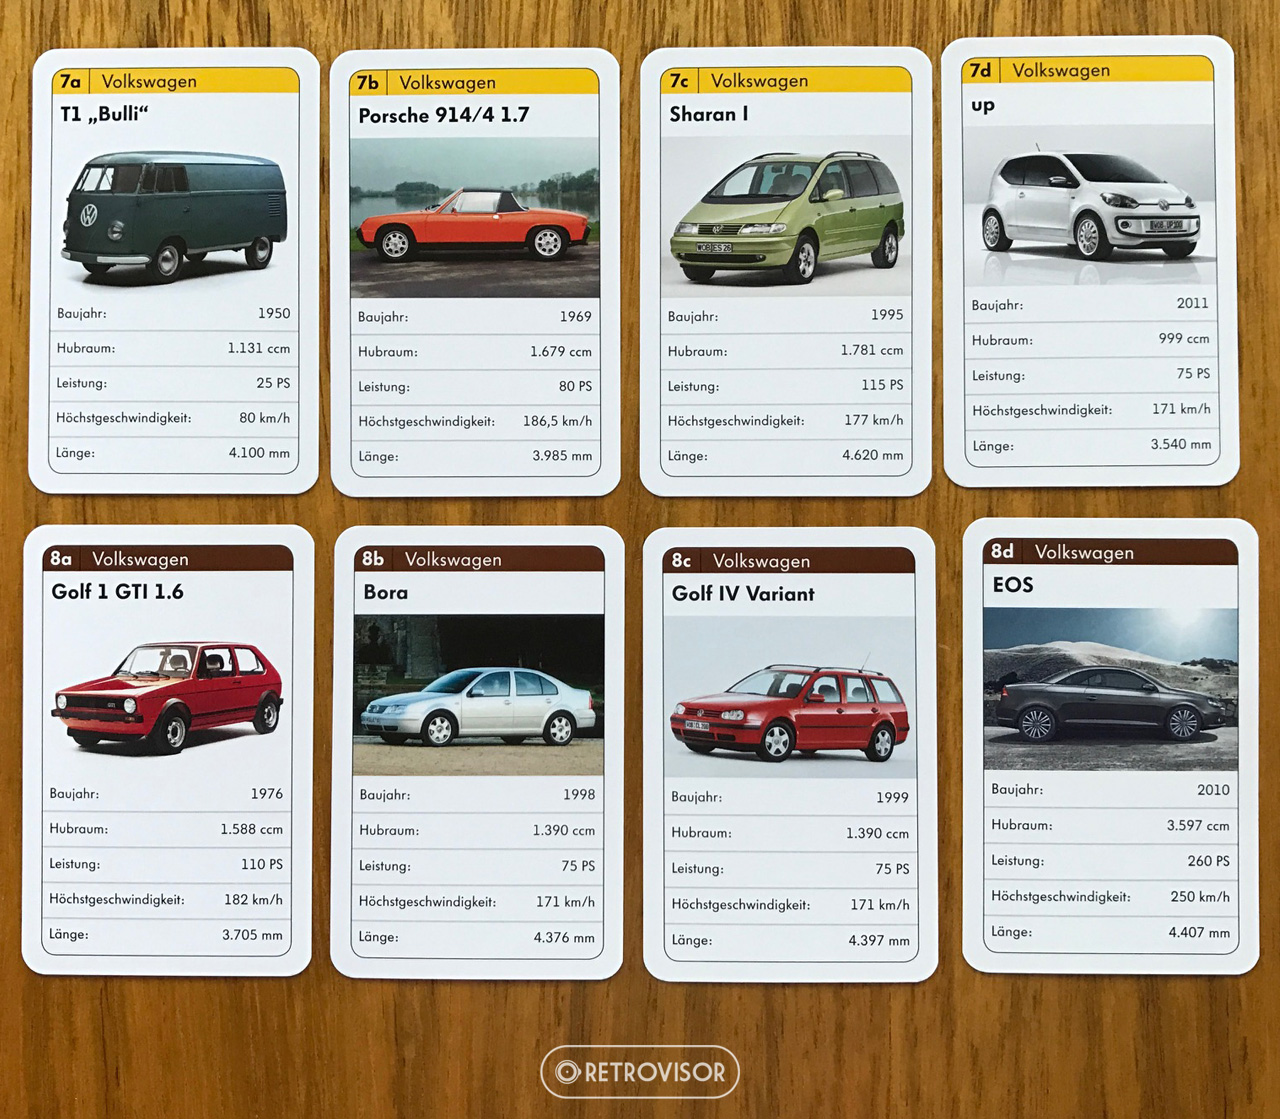 7a Volkswagen
T1 „Bulli“
Baujahr: 1950
Hubraum: 1.131 ccm
Leistung: 25 PS
Höchstgeschwindigkeit: 80 km/h
Länge: 4.100 mm
7b Volkswagen
Porsche 914/4 1.7
Baujahr: 1969
Hubraum: 1.679 ccm
Leistung: 80 PS
Höchstgeschwindigkeit: 186,5 km/h
Länge: 3.985 mm
7c Volkswagen
Sharan I
WOB ES 26
Baujahr: 1995
Hubraum: 1.781 ccm
Leistung: 115 PS
Höchstgeschwindigkeit: 177 km/h
Länge: 4.620 mm
7d Volkswagen
up
WOB UP 100
Baujahr: 2011
Hubraum: 999 ccm
Leistung: 75 PS
Höchstgeschwindigkeit: 171 km/h
Länge: 3.540 mm
8a Volkswagen
Golf 1 GTI 1.6
Baujahr: 1976
Hubraum: 1.588 ccm
Leistung: 110 PS
Höchstgeschwindigkeit: 182 km/h
Länge: 3.705 mm
8b Volkswagen
Bora
Baujahr: 1998
Hubraum: 1.390 ccm
Leistung: 75 PS
Höchstgeschwindigkeit: 171 km/h
Länge: 4.376 mm
8c Volkswagen
Golf IV Variant
Baujahr: 1999
Hubraum: 1.390 ccm
Leistung: 75 PS
Höchstgeschwindigkeit: 171 km/h
Länge: 4.397 mm
8d Volkswagen
EOS
Baujahr: 2010
Hubraum: 3.597 ccm
Leistung: 260 PS
Höchstgeschwindigkeit: 250 km/h
Länge: 4.407 mm
RETROVISOR